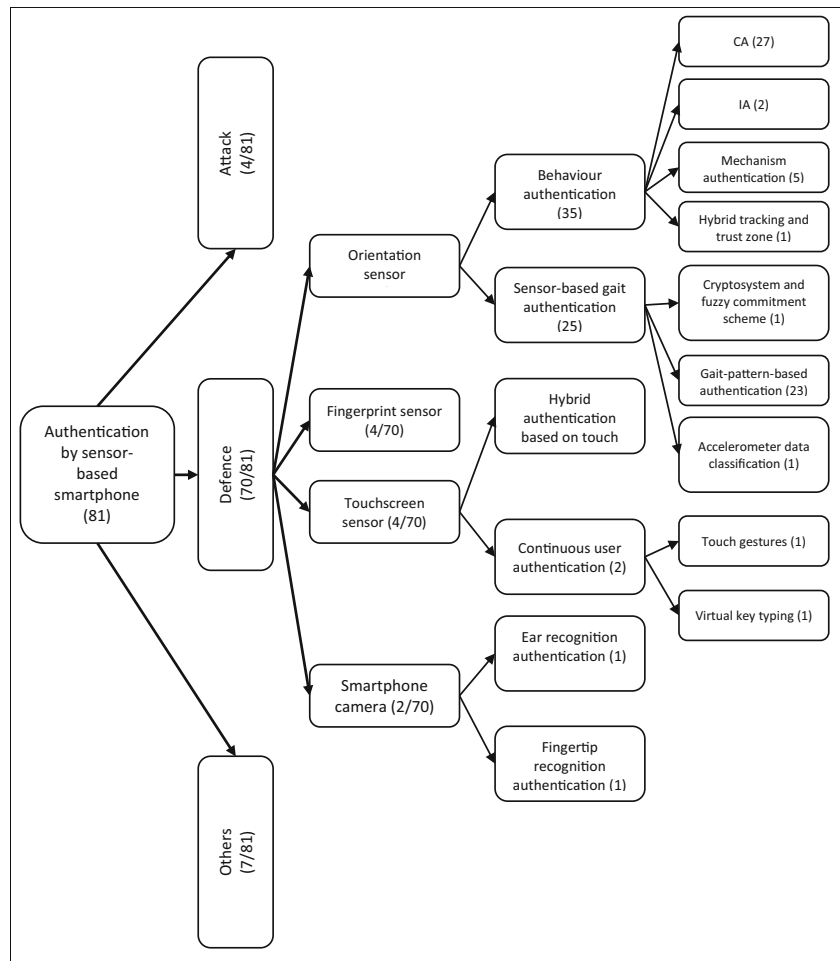 Authentication
by sensor-
based
smartphone
(81)
Attack
(4/81)
Defence
(70/81)
Others
(7/81)
Orientation
sensor
Fingerprint sensor
(4/70)
Touchscreen
sensor (4/70)
Smartphone
camera (2/70)
Behaviour
authentication
(35)
Sensor-based gait
authentication
(25)
Hybrid
authentication
based on touch
Continuous user
authentication (2)
Ear recognition
authentication (1)
Fingertip
recognition
authentication (1)
CA (27)
IA (2)
Mechanism
authentication (5)
Hybrid tracking and
trust zone (1)
Cryptosystem and
fuzzy commitment
scheme (1)
Gait-pattern-based
authentication (23)
Accelerometer data
classification (1)
Touch gestures (1)
Virtual key typing (1)